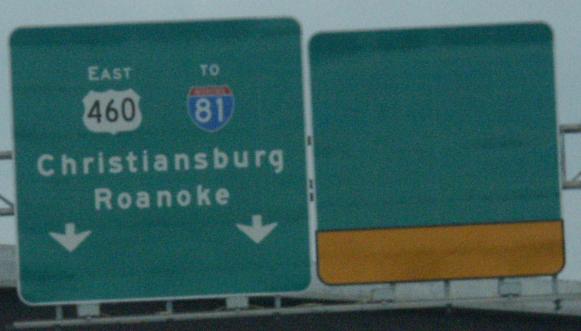 EAST TO
460 81
Christiansburg
Roanoke